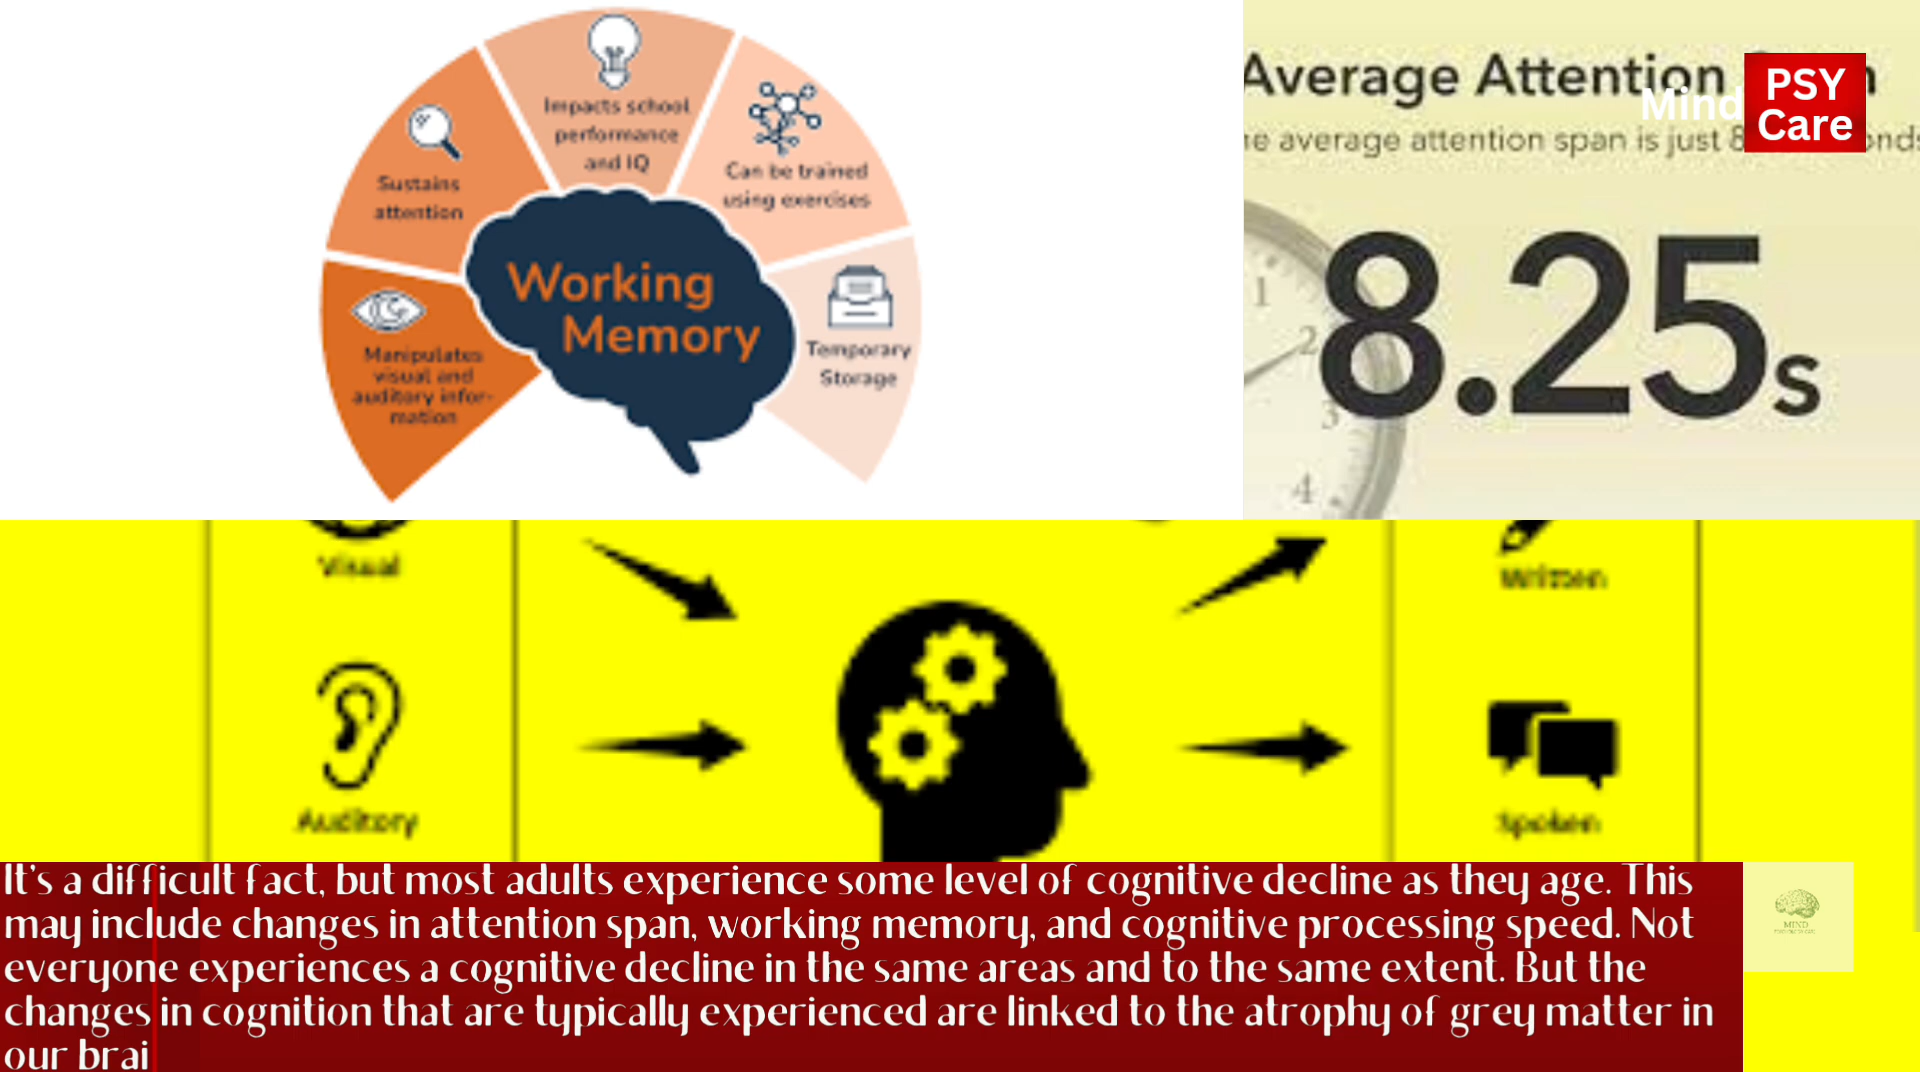 Impacts school
performance
and IQ
Sustains
attention
Can be trained
using exercises
Manipulates
visual and
auditory infor-
mation
Working
Memory
Temporary
Storage
Average Attention
average attention span is just 8
Mind
PSY
Care
8.25s
1
2
3
4
Visual
Auditory
Written
Spoken
It's a difficult fact, but most adults experience some level of cognitive decline as they age. This
may include changes in attention span, working memory, and cognitive processing speed. Not
everyone experiences a cognitive decline in the same areas and to the same extent. But the
changes in cognition that are typically experienced are linked to the atrophy of grey matter in
our brai
MIND